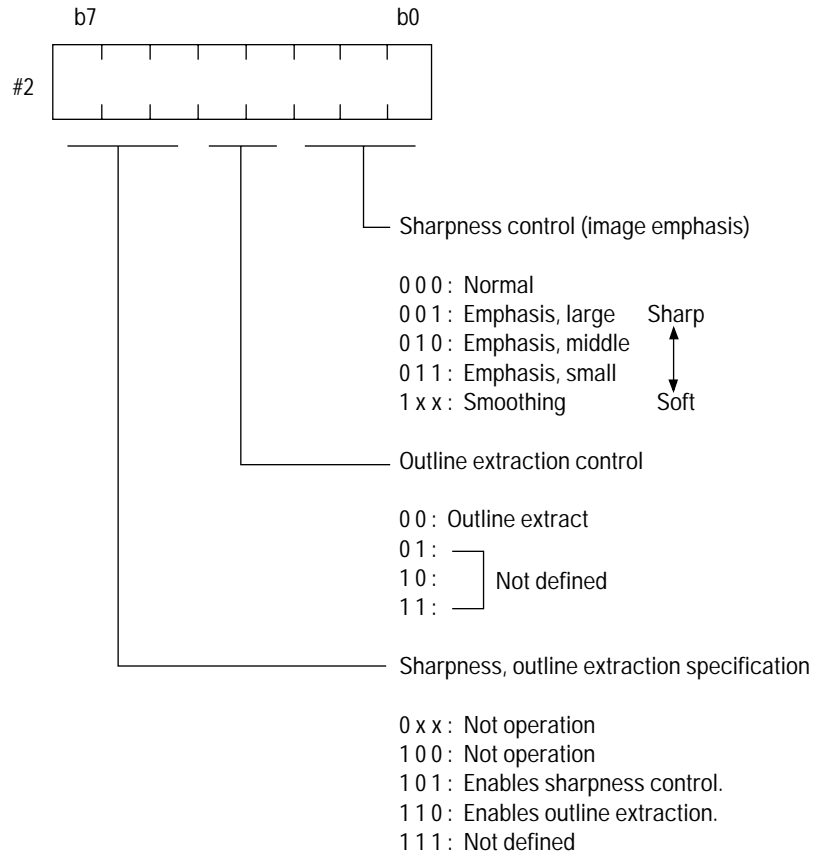 b7 b0
#2
Sharpness control (image emphasis)
0 0 0 : Normal
0 0 1 : Emphasis, large Sharp
0 1 0 : Emphasis, middle
0 1 1 : Emphasis, small
1 x x : Smoothing Soft
Outline extraction control
0 0 : Outline extract
0 1 :
1 0 : Not defined
1 1 :
Sharpness, outline extraction specification
0 x x : Not operation
1 0 0 : Not operation
1 0 1 : Enables sharpness control.
1 1 0 : Enables outline extraction.
1 1 1 : Not defined